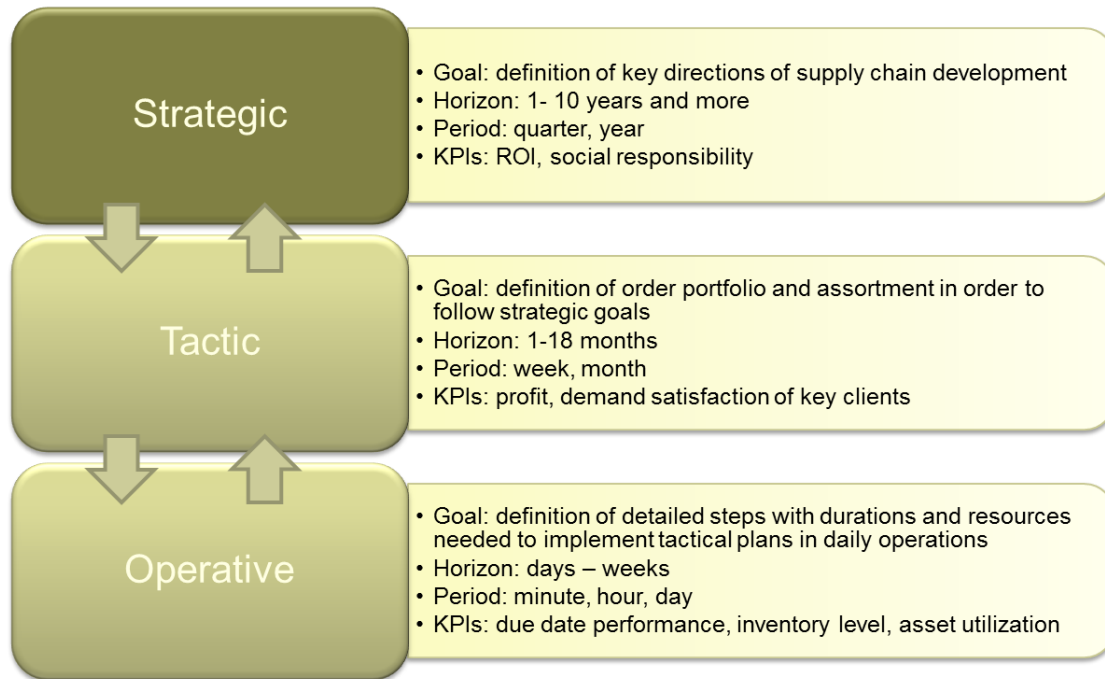 Strategic
• Goal: definition of key directions of supply chain development
• Horizon: 1- 10 years and more
• Period: quarter, year
• KPIs: ROI, social responsibility
Tactic
• Goal: definition of order portfolio and assortment in order to
follow strategic goals
• Horizon: 1-18 months
• Period: week, month
• KPIs: profit, demand satisfaction of key clients
Operative
• Goal: definition of detailed steps with durations and resources
needed to implement tactical plans in daily operations
• Horizon: days – weeks
• Period: minute, hour, day
• KPIs: due date performance, inventory level, asset utilization